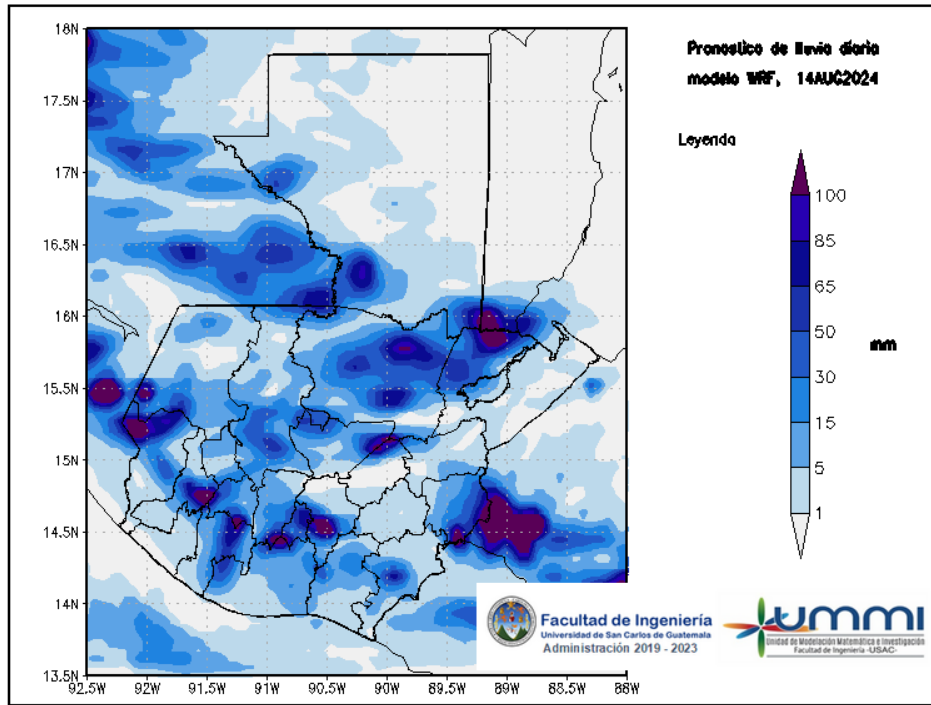 Pronostico de lluvia diaria
modelo WRF, 14AUG2024
Leyenda
100
85
65
50
30
15
5
1
mm
18N
17.5N
17N
16.5N
16N
15.5N
15N
14.5N
14N
13.5N
92.5W 92W 91.5W 91W 90.5W 90W 89.5W 89W 88.5W 88W
Facultad de Ingeniería
Universidad de San Carlos de Guatemala
Administración 2019 - 2023
UMMI
Unidad de Modelación Matemática e Investigación
Facultad de Ingeniería -USAC-